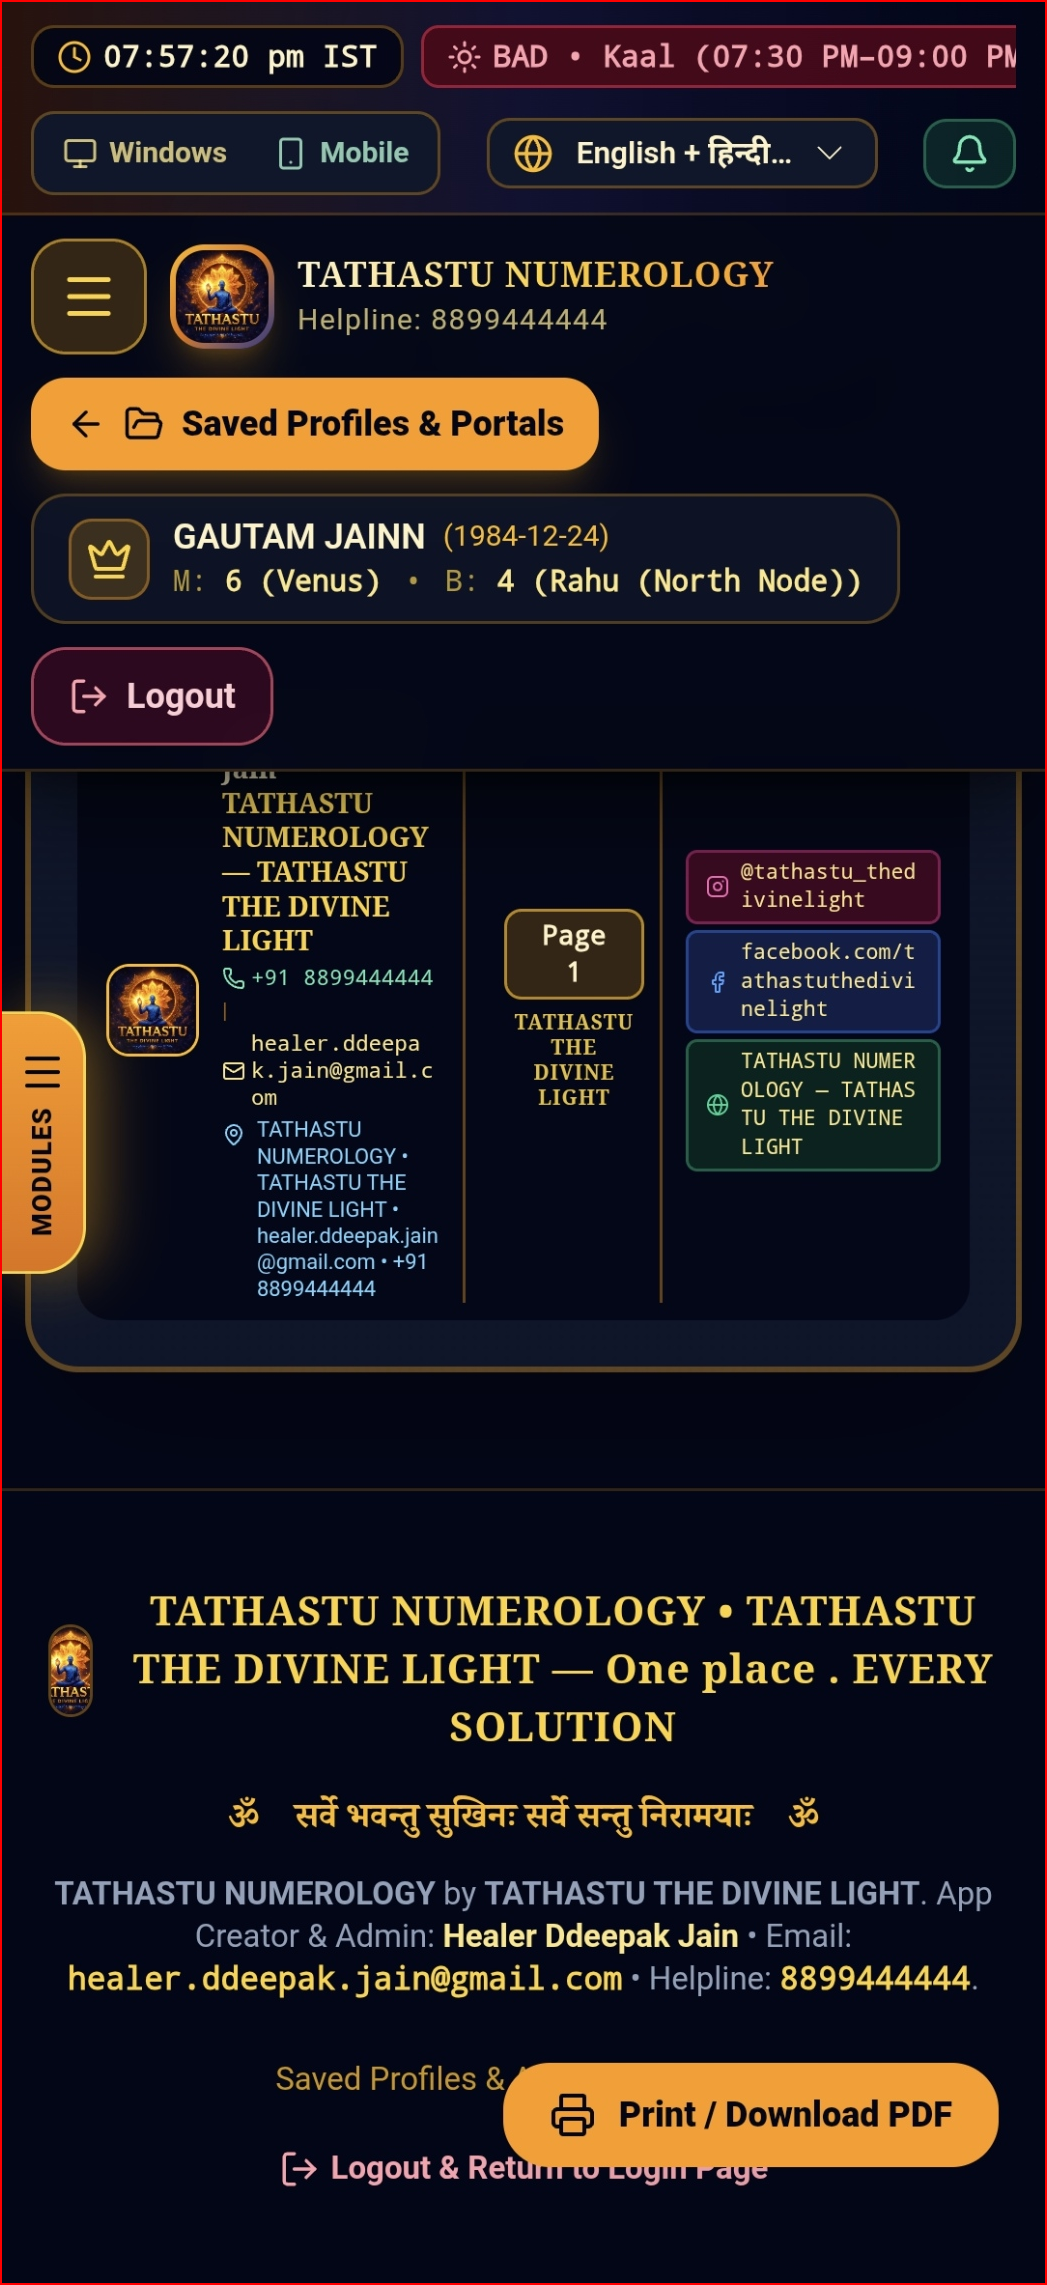 07:57:20 pm IST
BAD • Kaal (07:30 PM–09:00 PM
Windows
Mobile
English + हिन्दी...
TATHASTU NUMEROLOGY
Helpline: 8899444444
Saved Profiles & Portals
GAUTAM JAINN (1984-12-24)
M: 6 (Venus) • B: 4 (Rahu (North Node))
Logout
Jain
TATHASTU
NUMEROLOGY
— TATHASTU
THE DIVINE
LIGHT
+91 8899444444
|
healer.ddeepa
k.jain@gmail.c
om
TATHASTU
NUMEROLOGY •
TATHASTU THE
DIVINE LIGHT •
healer.ddeepak.jain
@gmail.com • +91
8899444444
Page
1
TATHASTU
THE
DIVINE
LIGHT
@tathastu_thed
ivinelight
facebook.com/t
athastuthedivi
nelight
TATHASTU NUMER
OLOGY — TATHAS
TU THE DIVINE
LIGHT
MODULES
TATHASTU NUMEROLOGY • TATHASTU
THE DIVINE LIGHT — One place . EVERY
SOLUTION
ॐ सर्वे भवन्तु सुखिनः सर्वे सन्तु निरामयाः ॐ
TATHASTU NUMEROLOGY by TATHASTU THE DIVINE LIGHT. App
Creator & Admin: Healer Ddeepak Jain • Email:
healer.ddeepak.jain@gmail.com • Helpline: 8899444444.
Saved Profiles &
Print / Download PDF
Logout & Return to Login Page